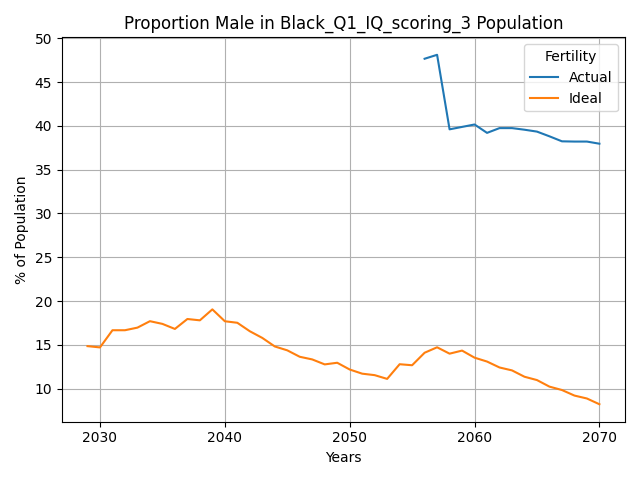 Proportion Male in Black_Q1_IQ_scoring_3 Population
50
45
40
35
30
25
20
15
10
% of Population
Fertility
Actual
Ideal
2030 2040 2050 2060 2070
Years